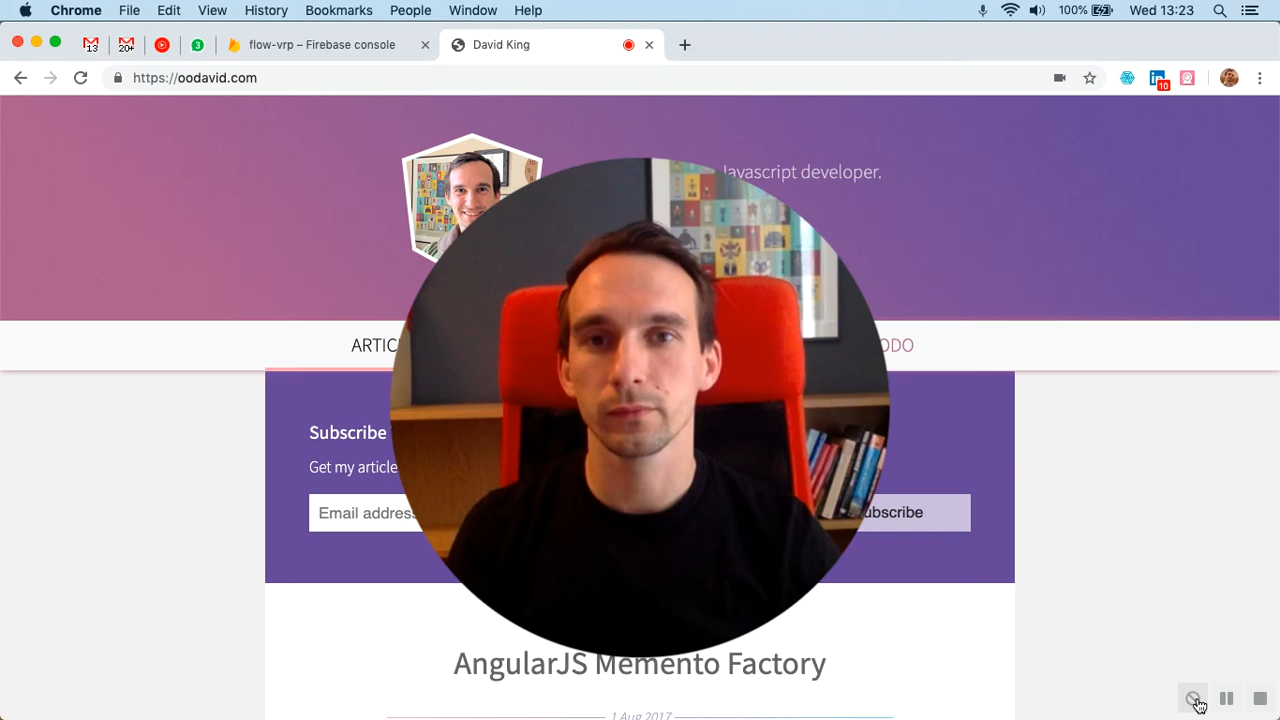 Chrome File Edit View History Bookmarks People Window Help 100% Wed 13:23
13 20+ 3 flow-vrp – Firebase console David King
https://oodavid.com 10
Javascript developer.
Subscribe
Get my article
Email address
ubscribe
AngularJS Memento Factory
1 Aug 2017